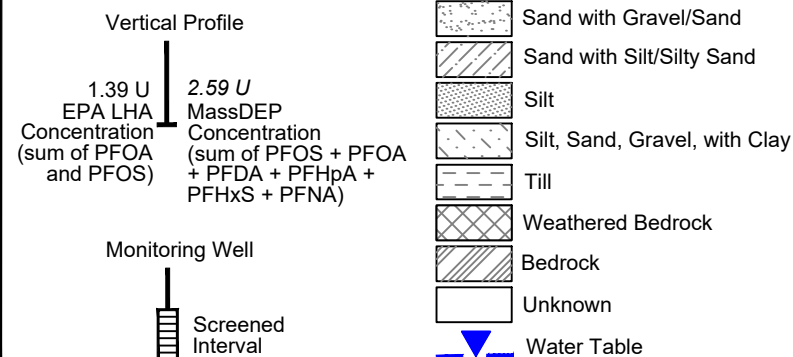 Vertical Profile
1.39 U
EPA LHA
Concentration
(sum of PFOA
and PFOS)
2.59 U
MassDEP
Concentration
(sum of PFOS + PFOA
+ PFDA + PFHpA +
PFHxS + PFNA)
Monitoring Well
Screened
Interval
Sand with Gravel/Sand
Sand with Silt/Silty Sand
Silt
Silt, Sand, Gravel, with Clay
Till
Weathered Bedrock
Bedrock
Unknown
Water Table